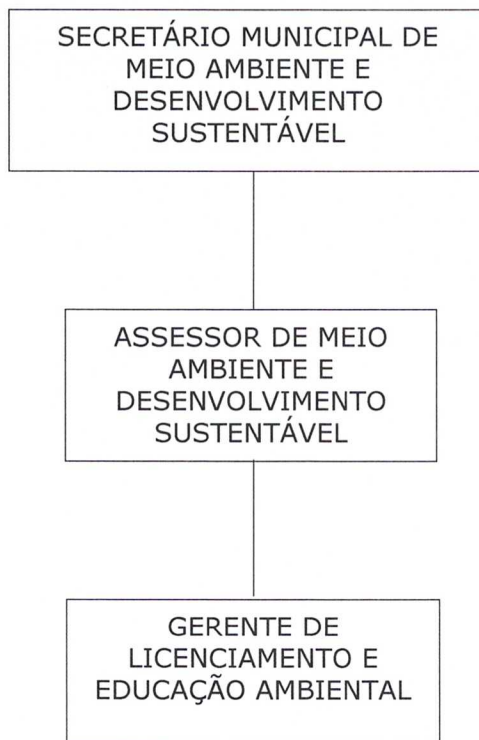 SECRETÁRIO MUNICIPAL DE
MEIO AMBIENTE E
DESENVOLVIMENTO
SUSTENTÁVEL
ASSESSOR DE MEIO
AMBIENTE E
DESENVOLVIMENTO
SUSTENTÁVEL
GERENTE DE
LICENCIAMENTO E
EDUCAÇÃO AMBIENTAL